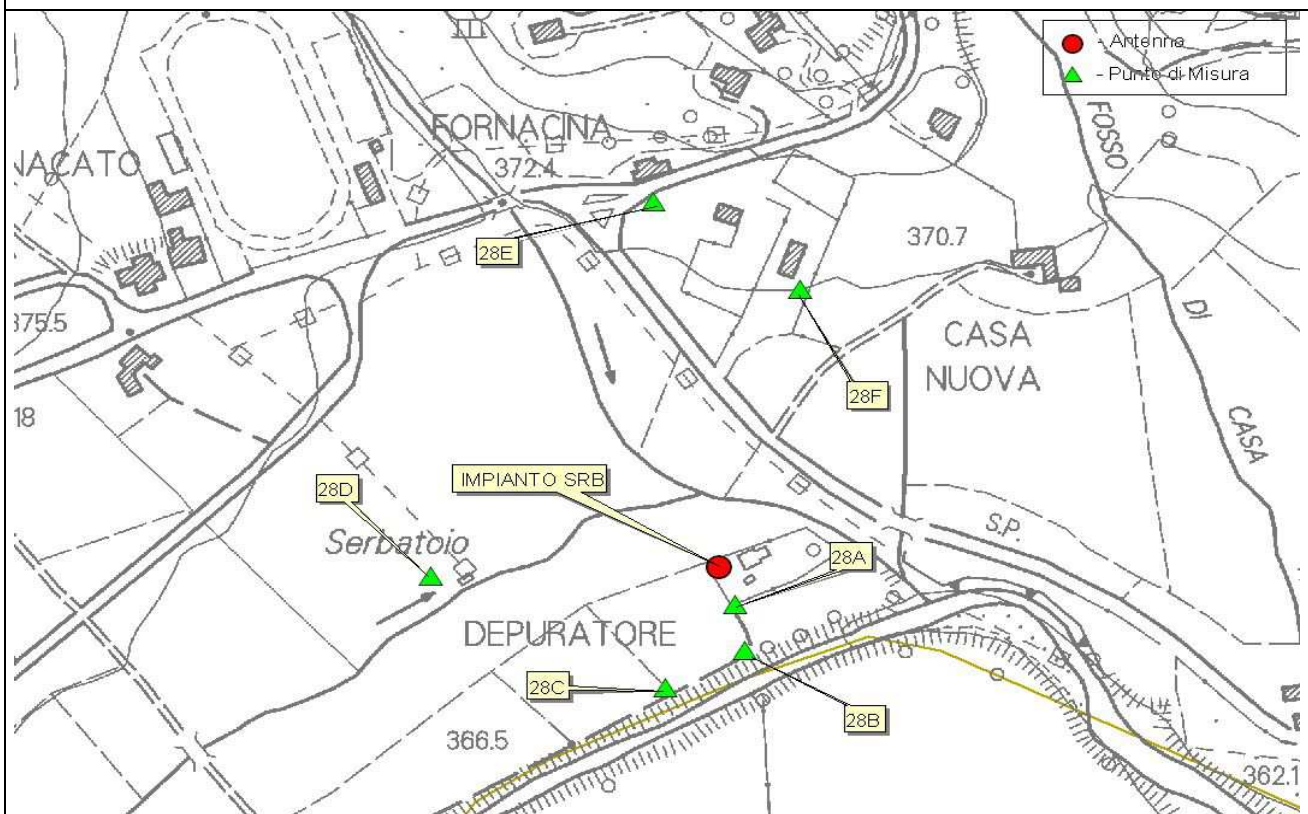 - Antenna
- Punto di Misura
FORNACINA
372.4
NACATO
FOSSO
DI
CASA
28E
370.7
375.5
CASA
NUOVA
28F
18
28D
IMPIANTO SRB
Serbatoio
S.P.
28A
DEPURATORE
28C
28B
366.5
362.1